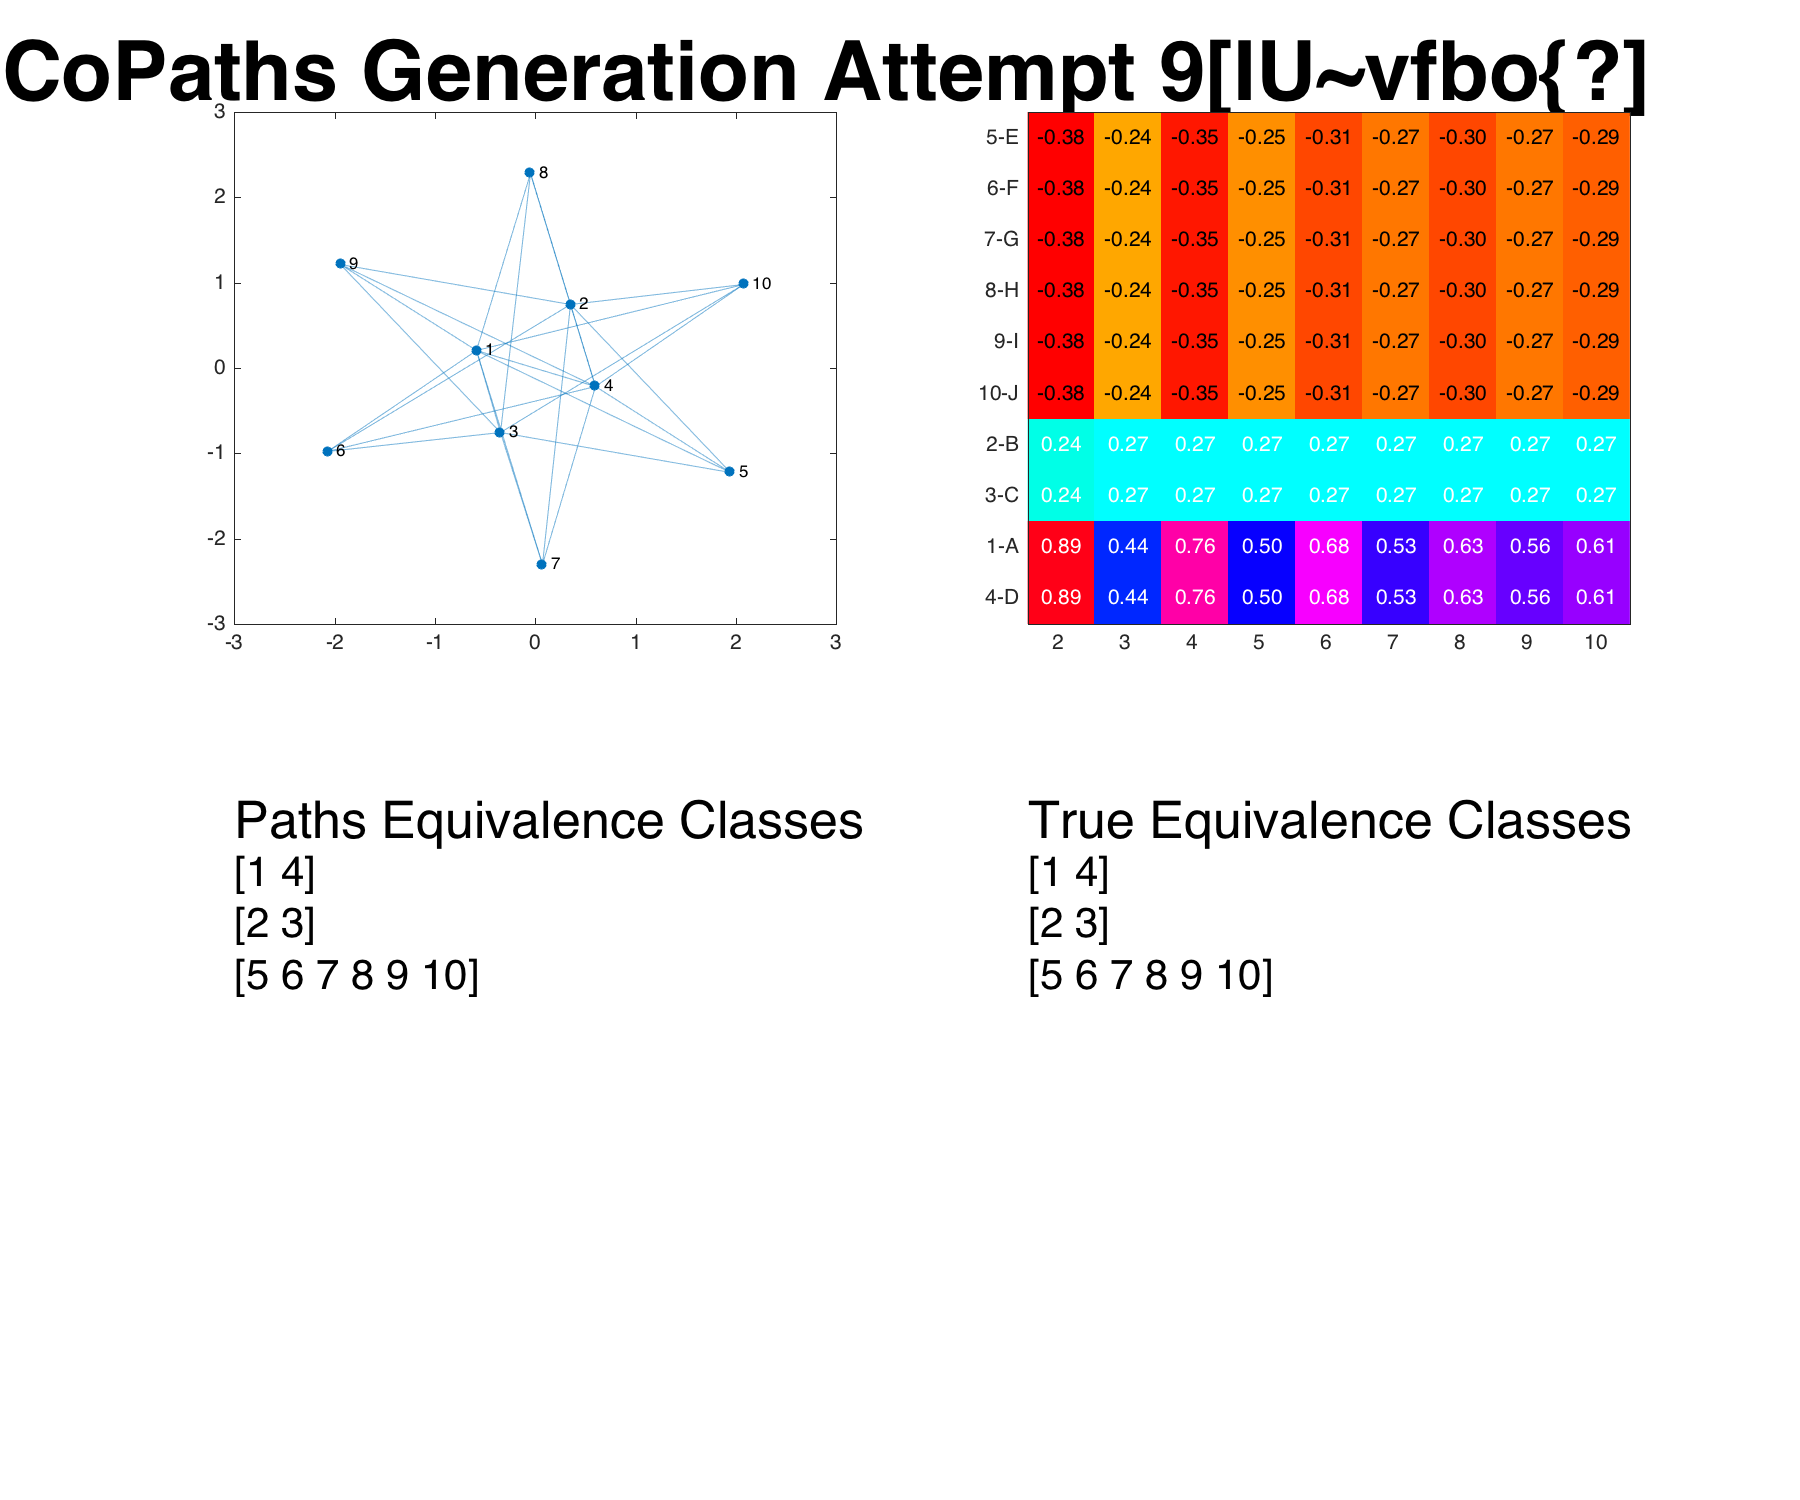 CoPaths Generation Attempt 9[IU~vfbo{?]
3
2
1
0
-1
-2
-3
-3 -2 -1 0 1 2 3
8
9
10
2
1
4
3
6
5
7
5-E -0.38 -0.24 -0.35 -0.25 -0.31 -0.27 -0.30 -0.27 -0.29
6-F -0.38 -0.24 -0.35 -0.25 -0.31 -0.27 -0.30 -0.27 -0.29
7-G -0.38 -0.24 -0.35 -0.25 -0.31 -0.27 -0.30 -0.27 -0.29
8-H -0.38 -0.24 -0.35 -0.25 -0.31 -0.27 -0.30 -0.27 -0.29
9-I -0.38 -0.24 -0.35 -0.25 -0.31 -0.27 -0.30 -0.27 -0.29
10-J -0.38 -0.24 -0.35 -0.25 -0.31 -0.27 -0.30 -0.27 -0.29
2-B 0.24 0.27 0.27 0.27 0.27 0.27 0.27 0.27 0.27
3-C 0.24 0.27 0.27 0.27 0.27 0.27 0.27 0.27 0.27
1-A 0.89 0.44 0.76 0.50 0.68 0.53 0.63 0.56 0.61
4-D 0.89 0.44 0.76 0.50 0.68 0.53 0.63 0.56 0.61
2 3 4 5 6 7 8 9 10
Paths Equivalence Classes
[1 4]
[2 3]
[5 6 7 8 9 10]
True Equivalence Classes
[1 4]
[2 3]
[5 6 7 8 9 10]